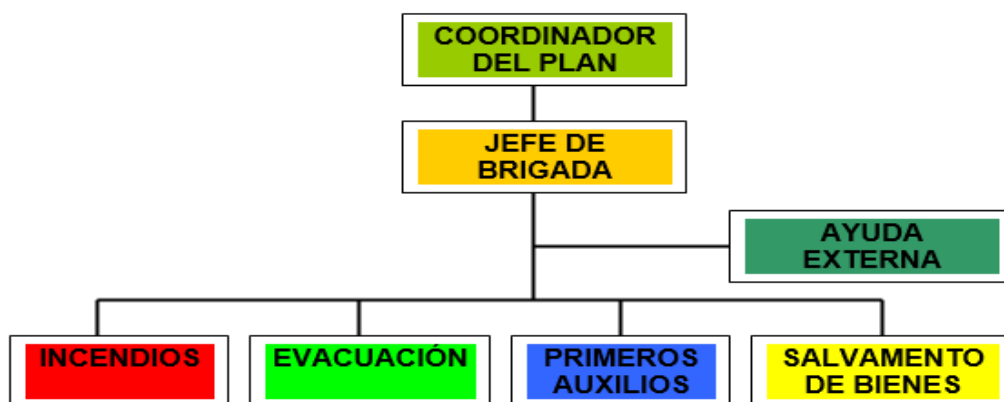 COORDINADOR
DEL PLAN
JEFE DE
BRIGADA
AYUDA
EXTERNA
INCENDIOS
EVACUACIÓN
PRIMEROS
AUXILIOS
SALVAMENTO
DE BIENES